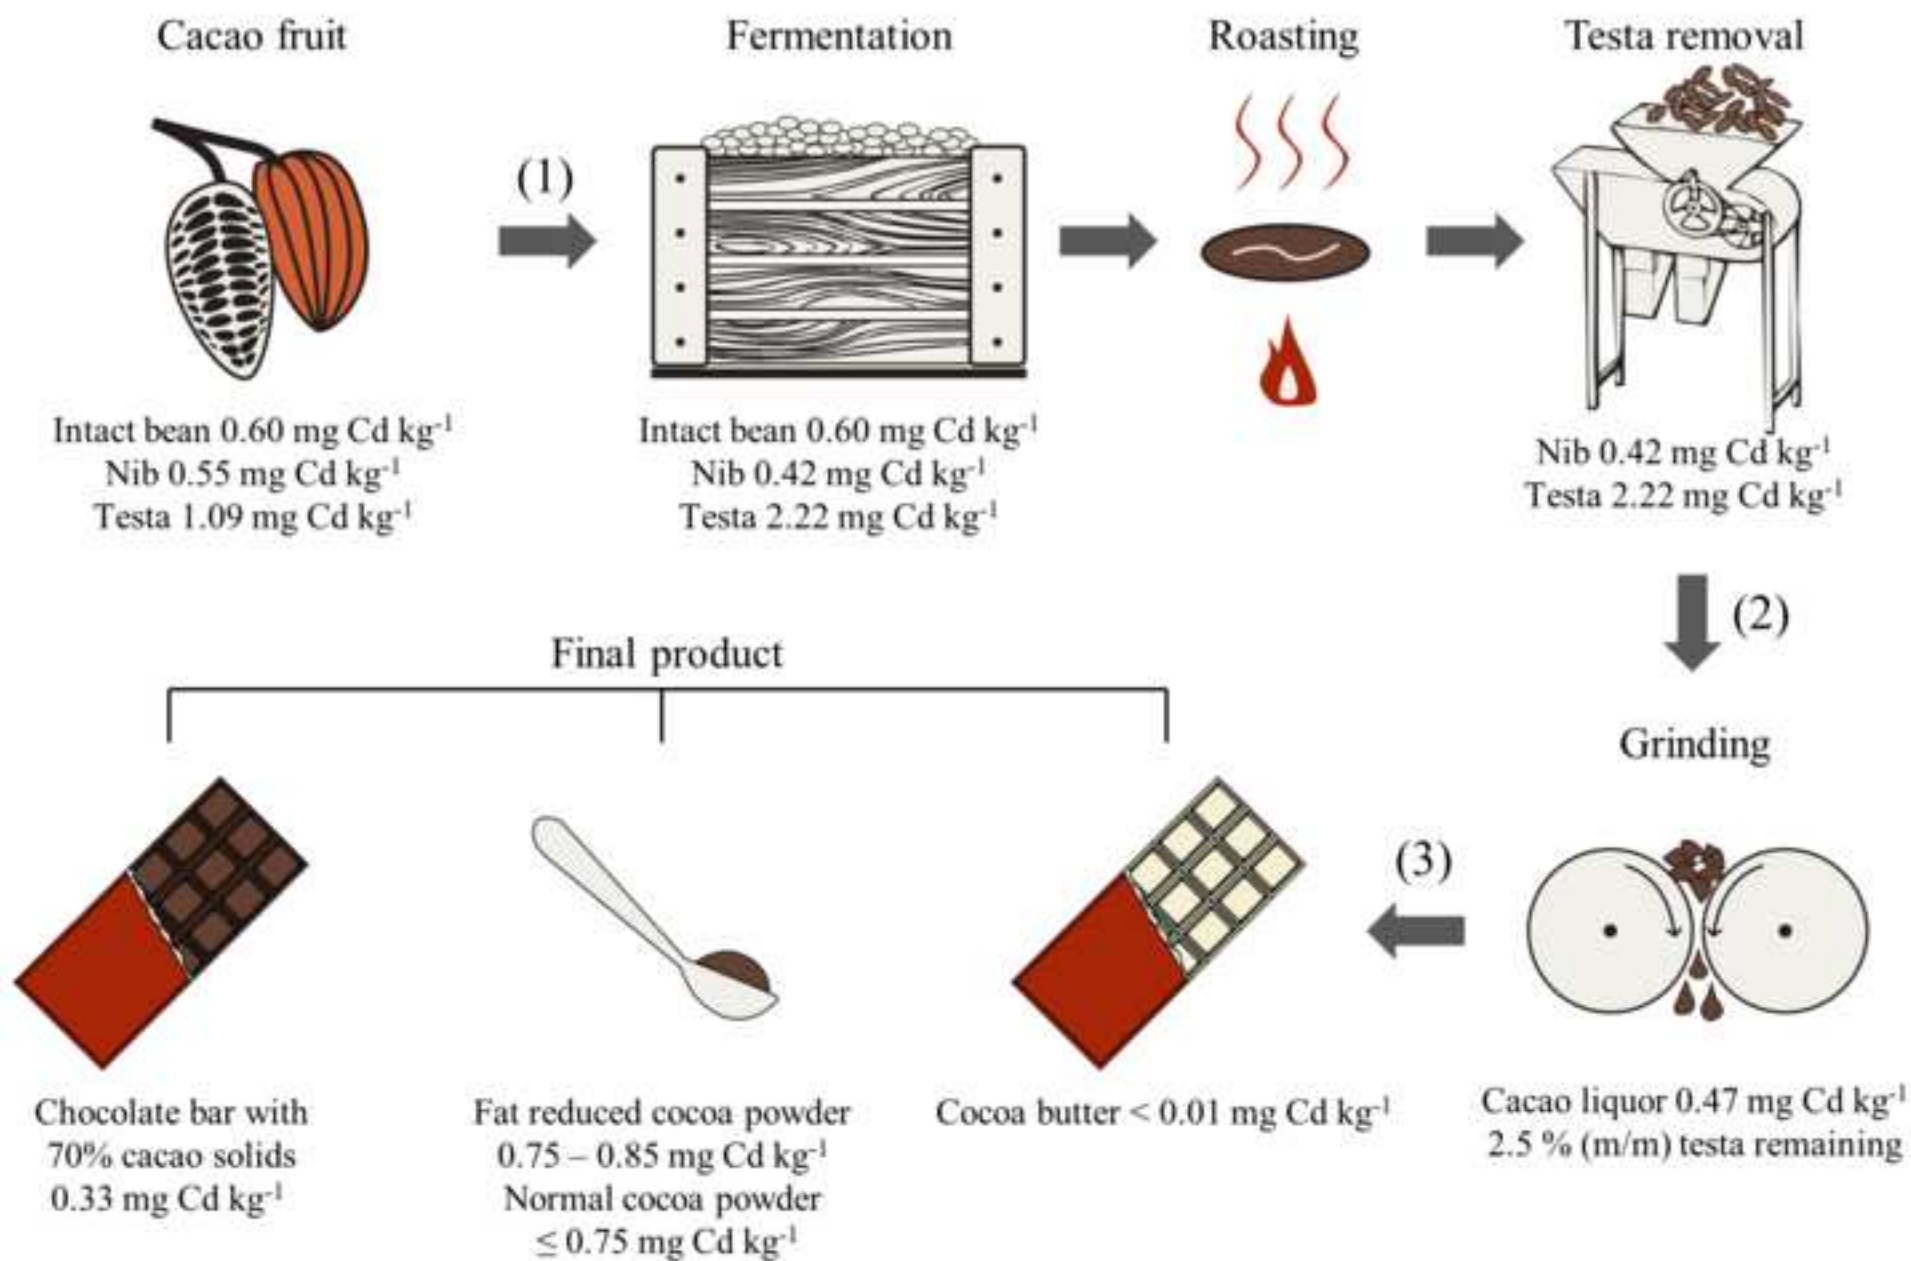 Cacao fruit
Fermentation
Roasting
Testa removal
(1)
Intact bean 0.60 mg Cd kg⁻¹
Nib 0.55 mg Cd kg⁻¹
Testa 1.09 mg Cd kg⁻¹
Intact bean 0.60 mg Cd kg⁻¹
Nib 0.42 mg Cd kg⁻¹
Testa 2.22 mg Cd kg⁻¹
Nib 0.42 mg Cd kg⁻¹
Testa 2.22 mg Cd kg⁻¹
(2)
Grinding
Cacao liquor 0.47 mg Cd kg⁻¹
2.5 % (m/m) testa remaining
(3)
Final product
Chocolate bar with
70% cacao solids
0.33 mg Cd kg⁻¹
Fat reduced cocoa powder
0.75 – 0.85 mg Cd kg⁻¹
Normal cocoa powder
≤ 0.75 mg Cd kg⁻¹
Cocoa butter < 0.01 mg Cd kg⁻¹